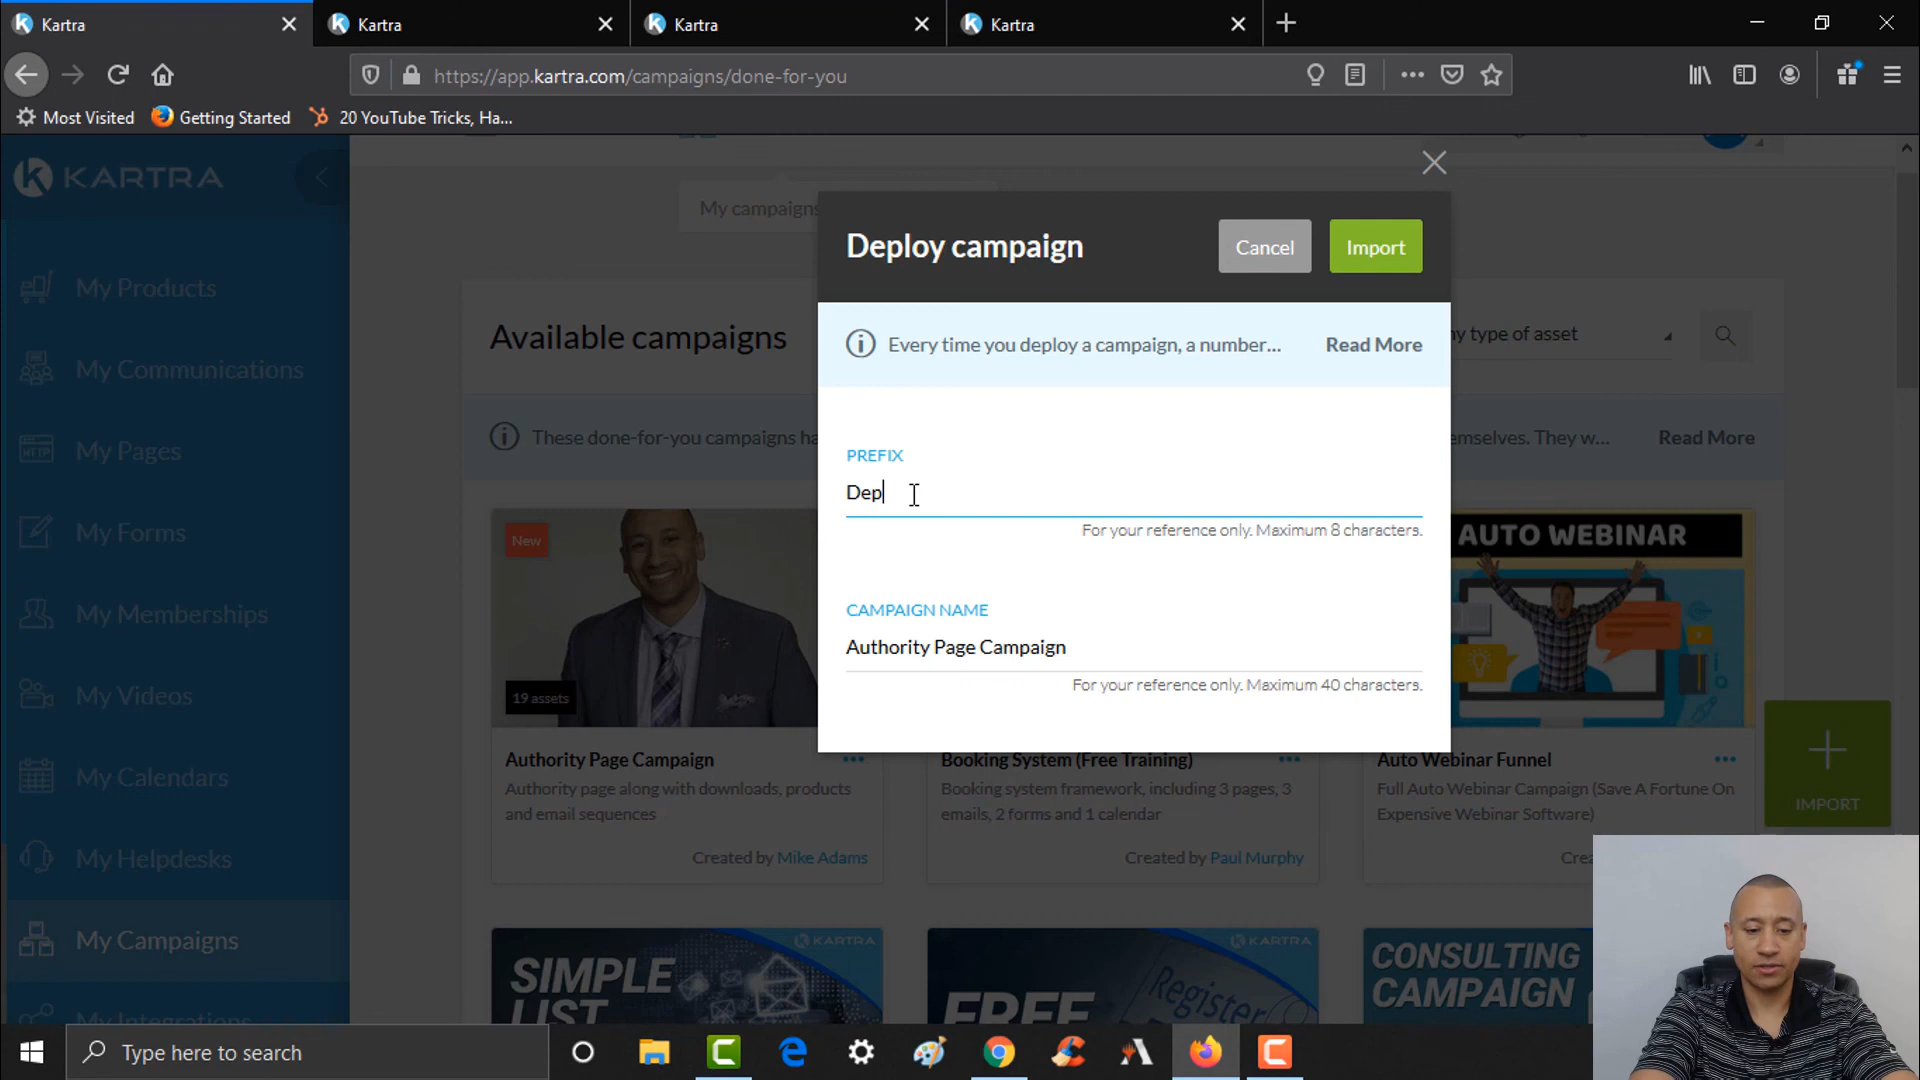 Kartra
Kartra
Kartra
Kartra
https://app.kartra.com/campaigns/done-for-you
Most Visited
Getting Started
20 YouTube Tricks, Ha...
KARTRA
My campaigns
Deploy campaign
Cancel
Import
My Products
Available campaigns
ny type of asset
Every time you deploy a campaign, a number...
Read More
My Communications
These done-for-you campaigns ha
emselves. They w...
Read More
My Pages
PREFIX
Dep
For your reference only. Maximum 8 characters.
New
AUTO WEBINAR
My Forms
CAMPAIGN NAME
Authority Page Campaign
For your reference only. Maximum 40 characters.
My Memberships
19 assets
My Videos
Authority Page Campaign
Authority page along with downloads, products
and email sequences
Created by Mike Adams
Booking System (Free Training)
Booking system framework, including 3 pages, 3
emails, 2 forms and 1 calendar
Created by Paul Murphy
Auto Webinar Funnel
Full Auto Webinar Campaign (Save A Fortune On
Expensive Webinar Software)
Cre
IMPORT
My Calendars
My Helpdesks
My Campaigns
My Integrations
KARTRA
SIMPLE
LIST
KARTRA
FREE
Register
CONSULTING
CAMPAIGN
Type here to search